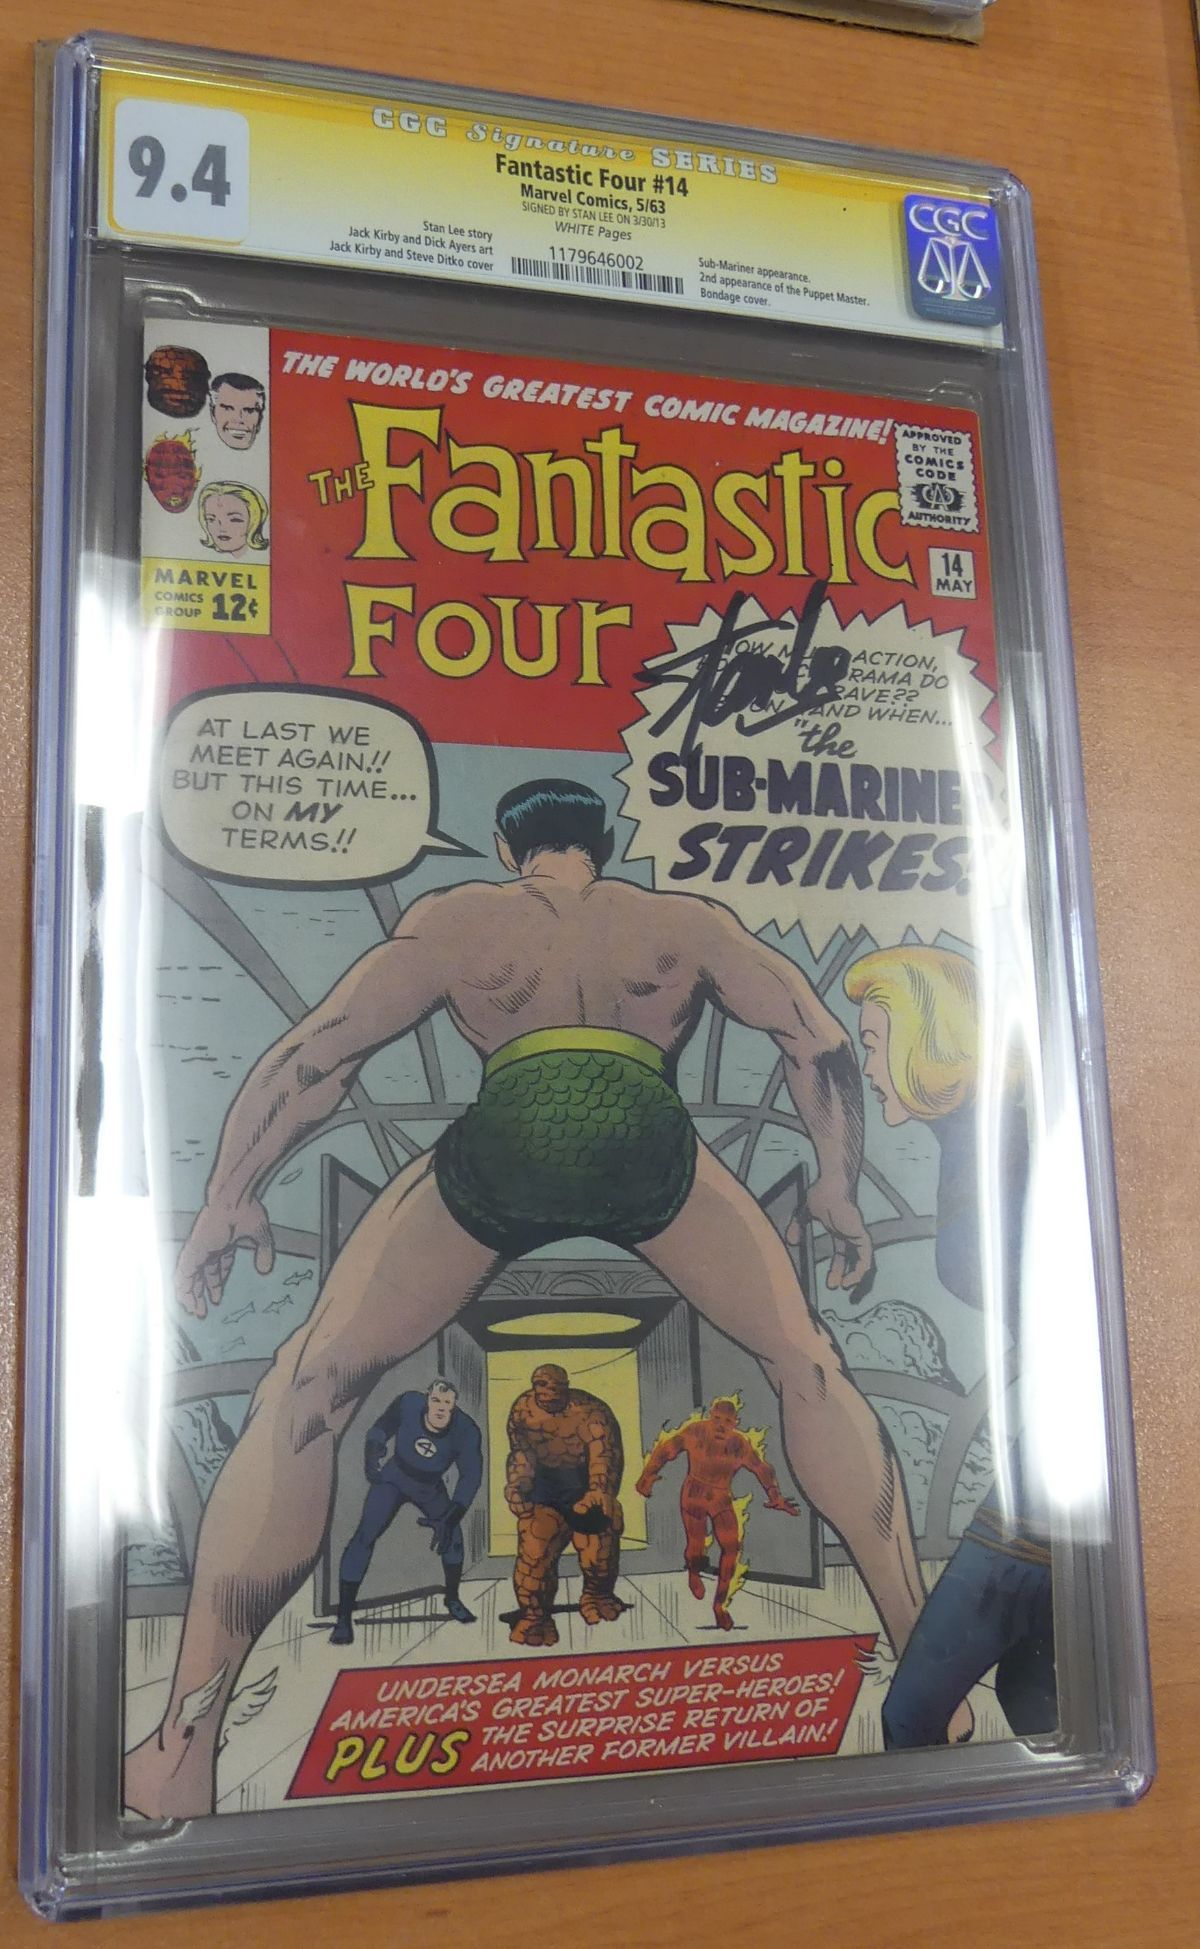 CGC Signature SERIES
9.4
Fantastic Four #14
Marvel Comics, 5/63
SIGNED BY STAN LEE ON 3/30/13
WHITE Pages
Stan Lee story
Jack Kirby and Dick Ayers art
Jack Kirby and Steve Ditko cover
1179646002
Sub-Mariner appearance.
2nd appearance of the Puppet Master.
Bondage cover.
CGC
THE WORLD'S GREATEST COMIC MAGAZINE!
THE Fantastic
Four
APPROVED
BY THE
COMICS
CODE
AUTHORITY
14
MAY
MARVEL
COMICS
GROUP 12¢
Stan Lee
ACTION,
DO
RAVE??
AND WHEN...
"the
SUB-MARINER
STRIKES!
AT LAST WE
MEET AGAIN!!
BUT THIS TIME...
ON MY
TERMS!!
4
UNDERSEA MONARCH VERSUS
AMERICA'S GREATEST SUPER-HEROES!
PLUS THE SURPRISE RETURN OF
ANOTHER FORMER VILLAIN!